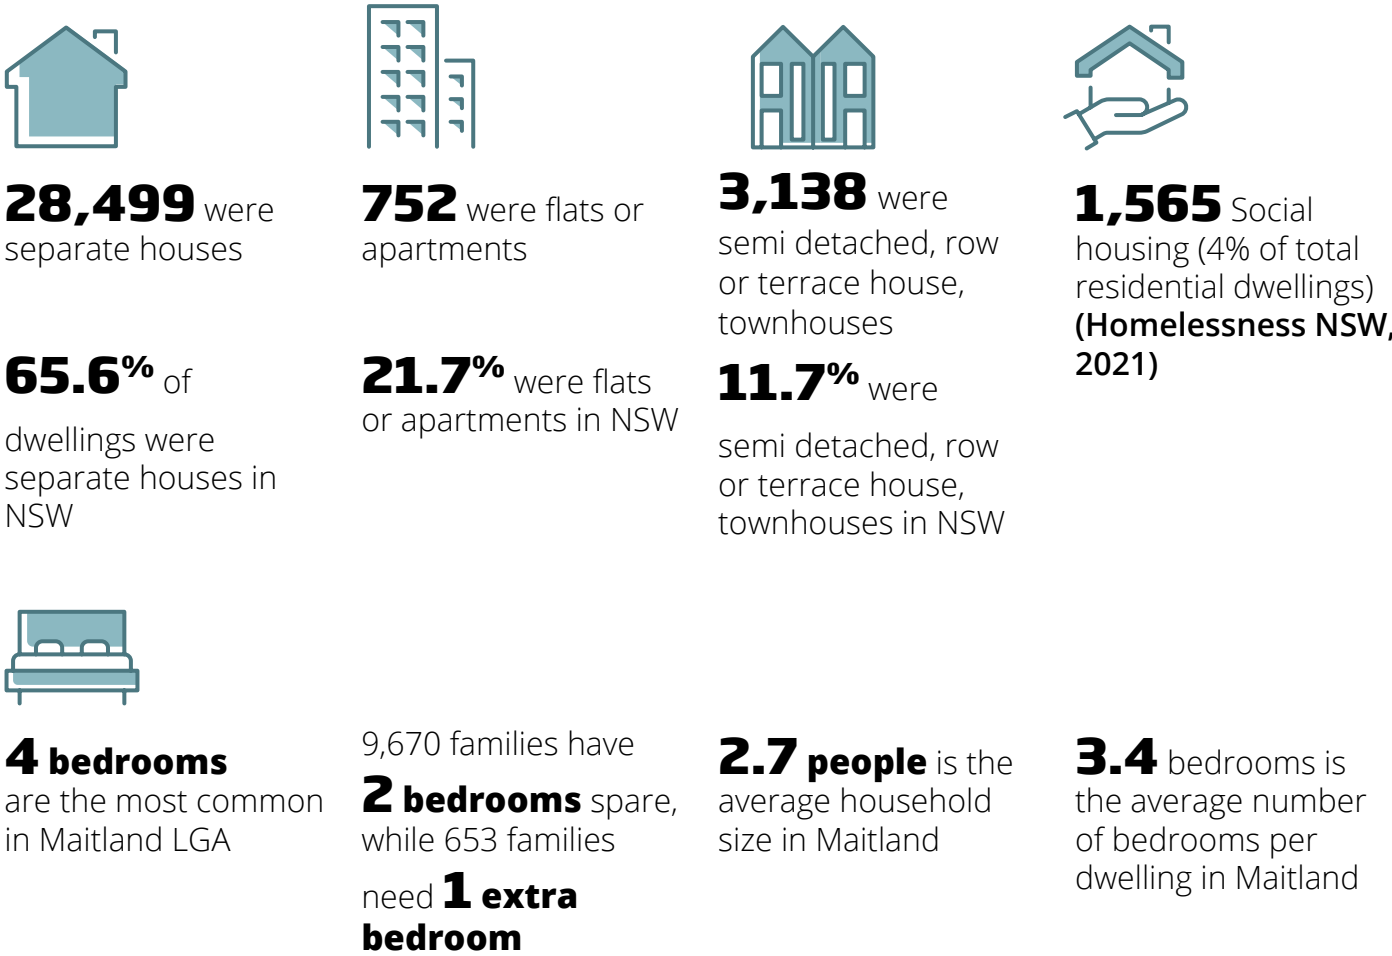 28,499 were
separate houses
65.6% of
dwellings were
separate houses in
NSW
752 were flats or
apartments
21.7% were flats
or apartments in NSW
3,138 were
semi detached, row
or terrace house,
townhouses
11.7% were
semi detached, row
or terrace house,
townhouses in NSW
1,565 Social
housing (4% of total
residential dwellings)
(Homelessness NSW,
2021)
4 bedrooms
are the most common
in Maitland LGA
9,670 families have
2 bedrooms spare,
while 653 families
need 1 extra
bedroom
2.7 people is the
average household
size in Maitland
3.4 bedrooms is
the average number
of bedrooms per
dwelling in Maitland